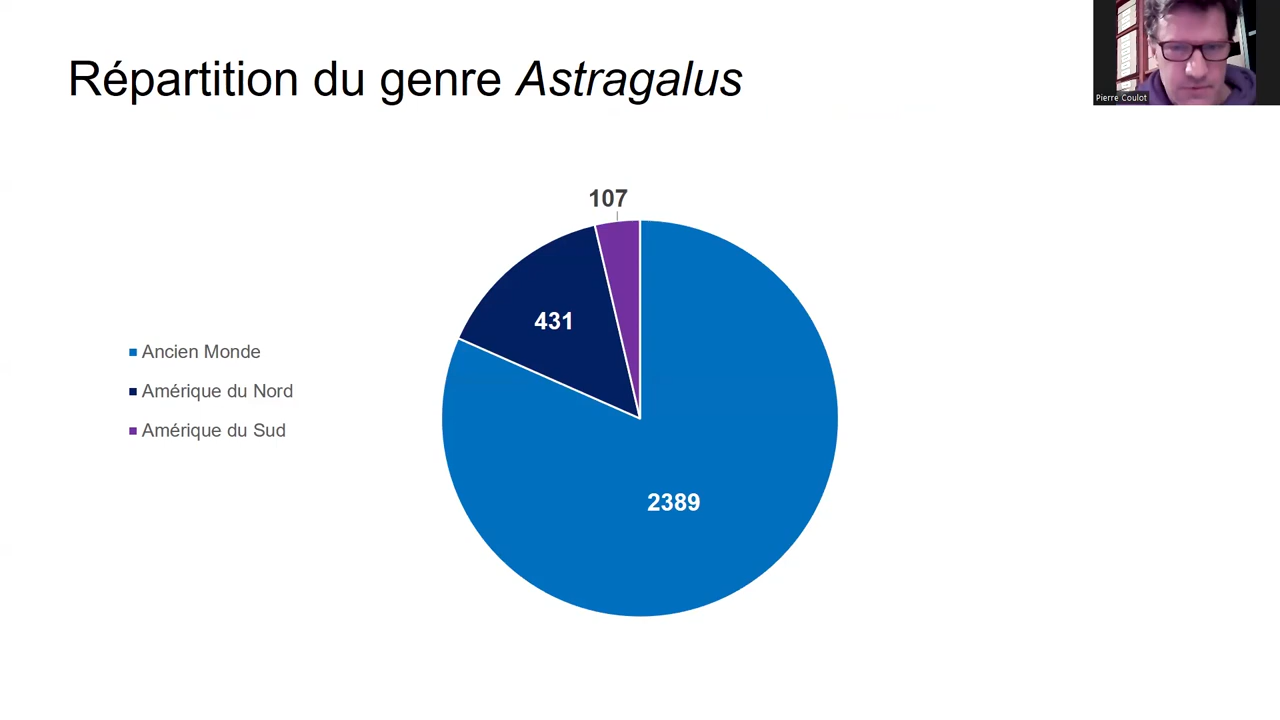 Répartition du genre Astragalus
Pierre Coulot
107
431
2389
Ancien Monde
Amérique du Nord
Amérique du Sud